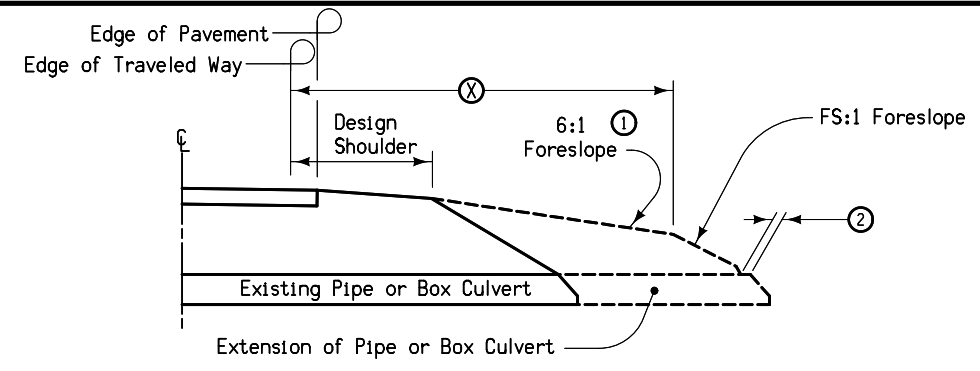 Edge of Pavement
Edge of Traveled Way
X
Design
Shoulder
6:1 1
Foreslope
FS:1 Foreslope
℄
2
Existing Pipe or Box Culvert
Extension of Pipe or Box Culvert